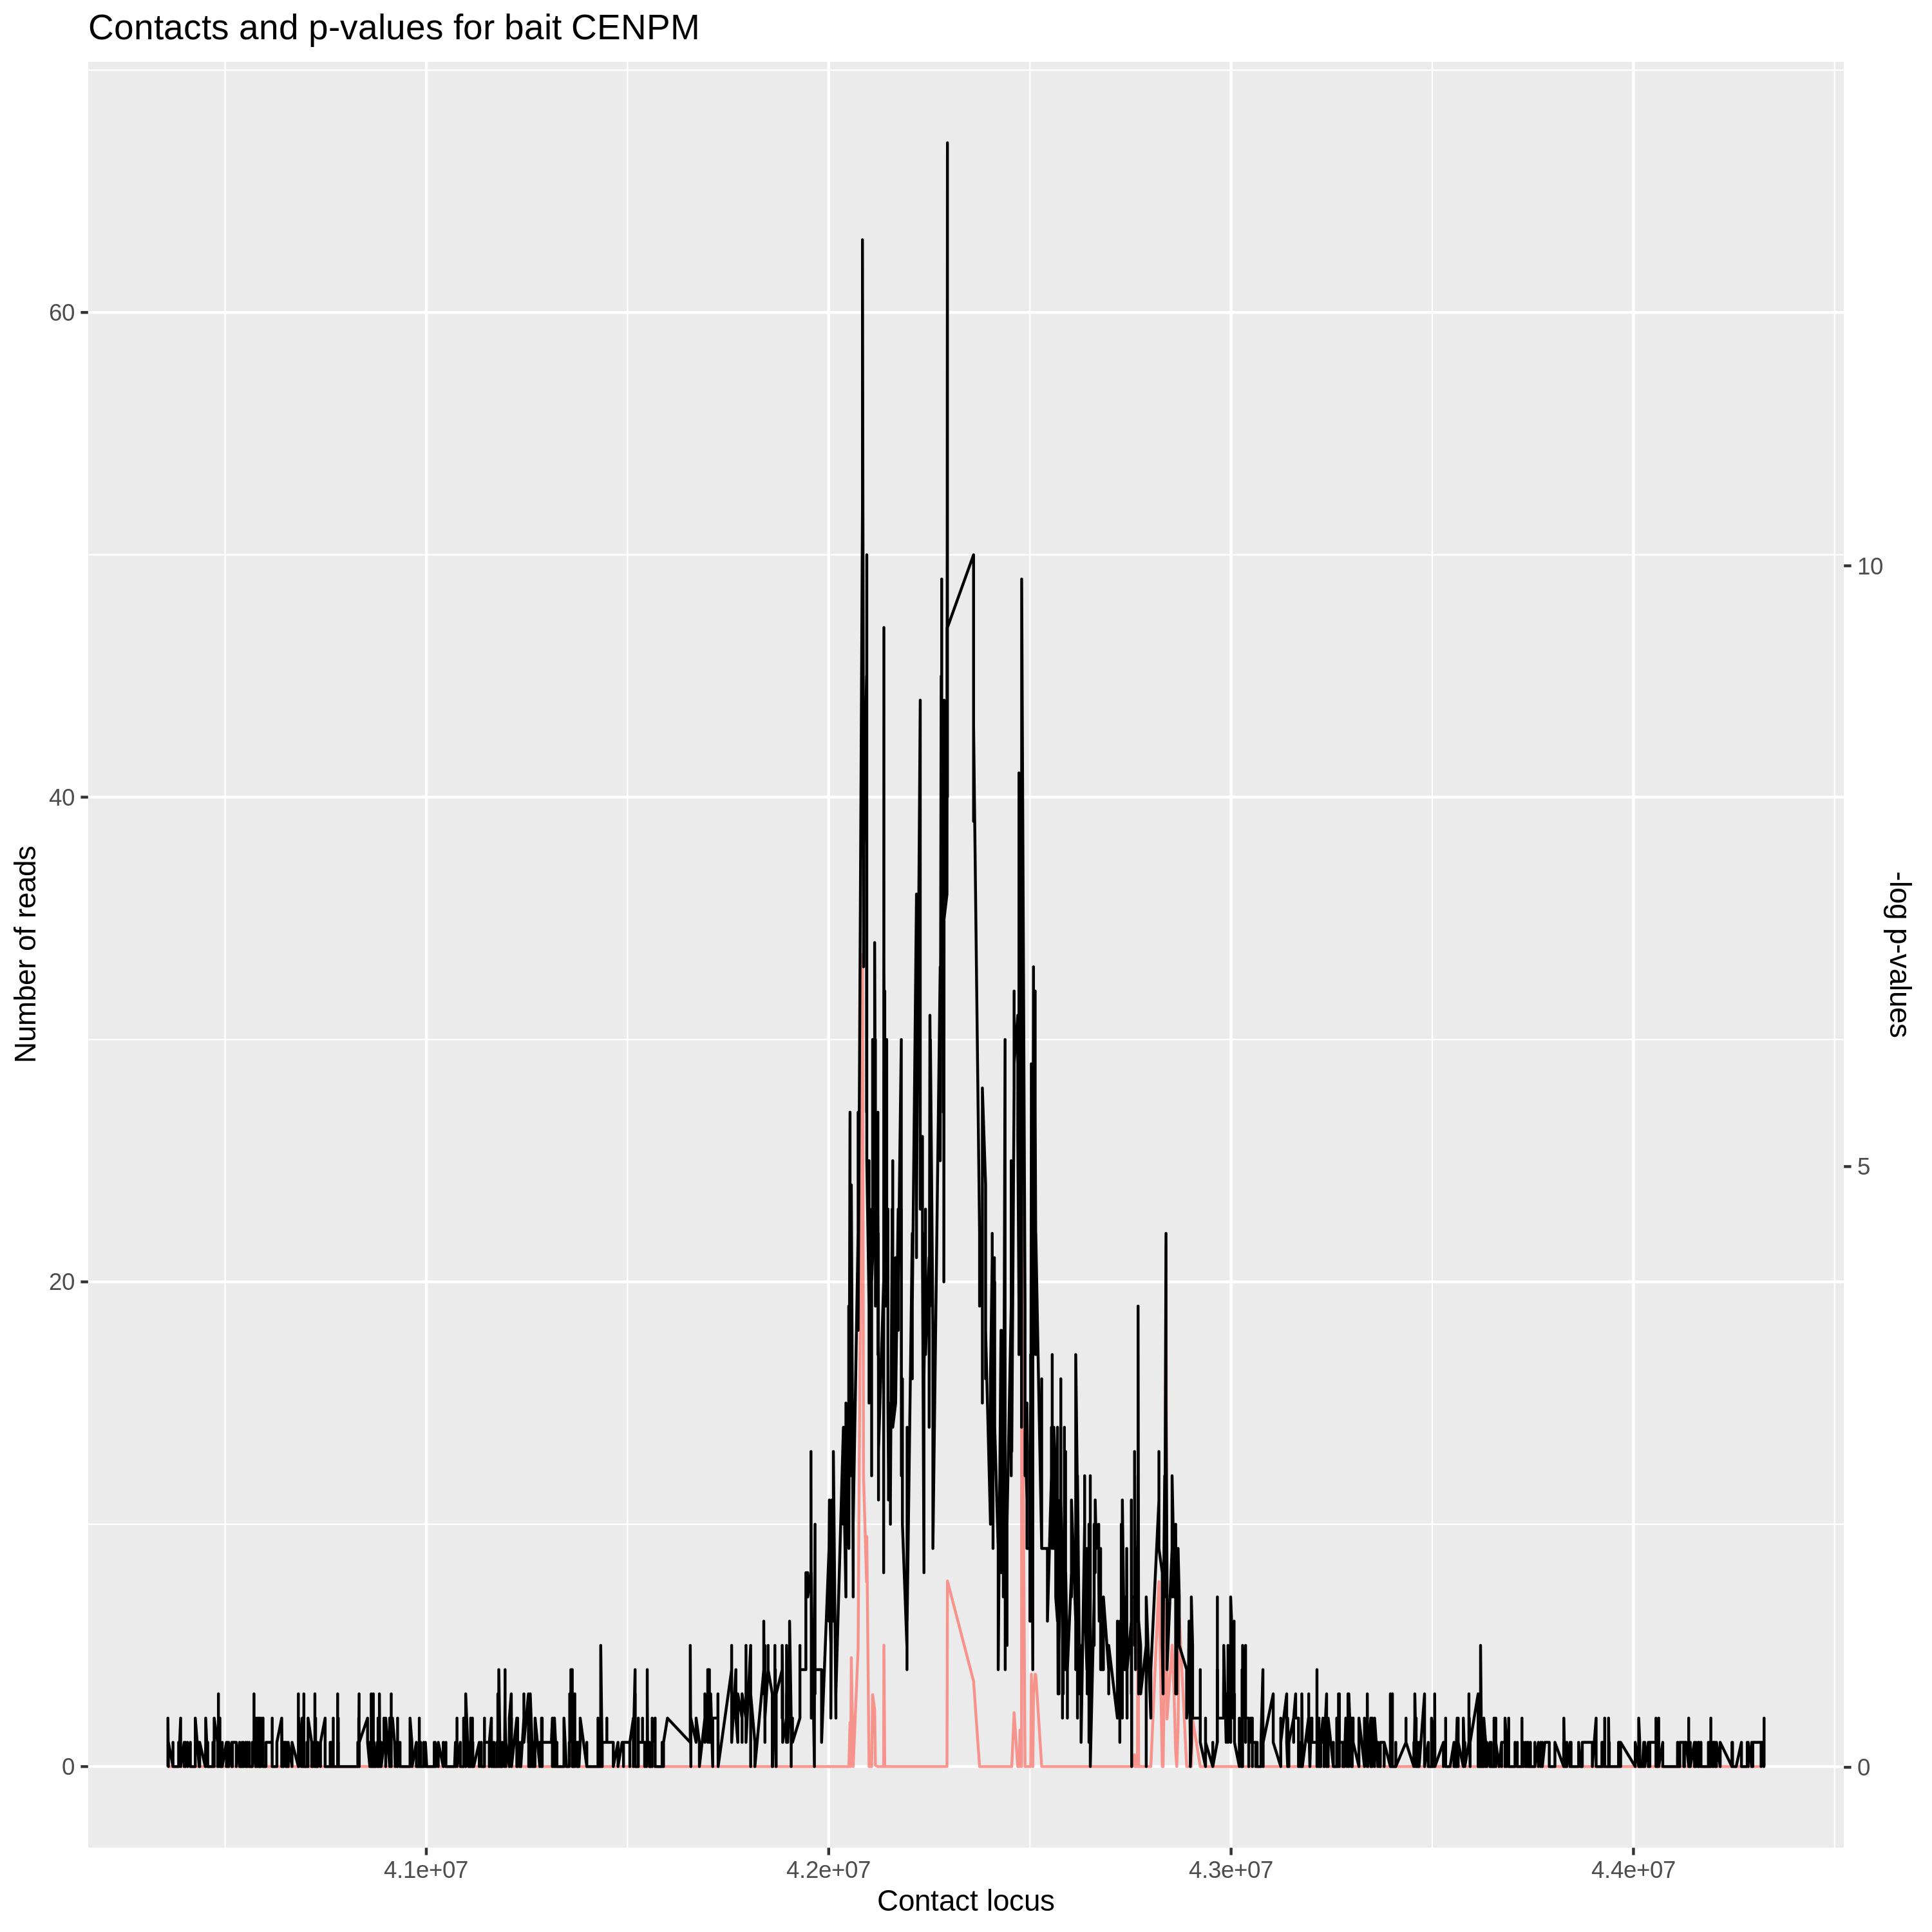 Contacts and p-values for bait CENPM
60
40
20
0
Number of reads
10
5
0
-log p-values
4.1e+07
4.2e+07
4.3e+07
4.4e+07
Contact locus